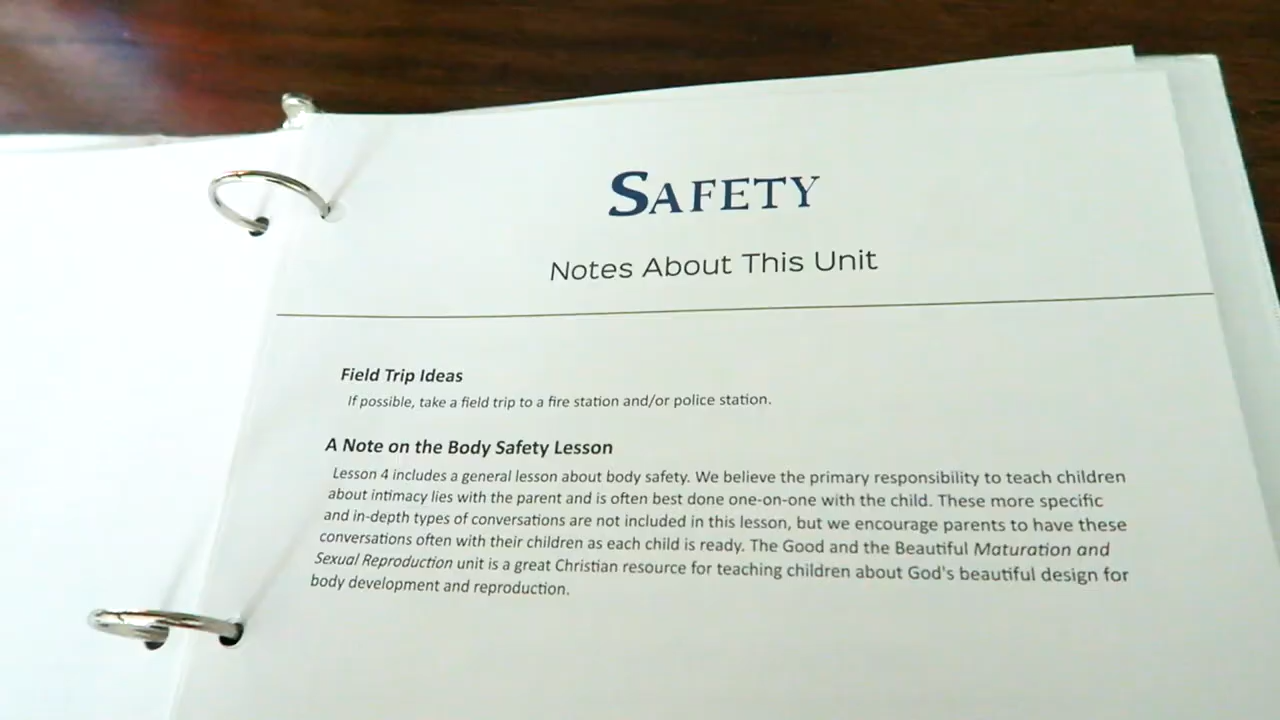 SAFETY
Notes About This Unit
Field Trip Ideas
If possible, take a field trip to a fire station and/or police station.
A Note on the Body Safety Lesson
Lesson 4 includes a general lesson about body safety. We believe the primary responsibility to teach children
about intimacy lies with the parent and is often best done one-on-one with the child. These more specific
and in-depth types of conversations are not included in this lesson, but we encourage parents to have these
conversations often with their children as each child is ready. The Good and the Beautiful Maturation and
Sexual Reproduction unit is a great Christian resource for teaching children about God's beautiful design for
body development and reproduction.